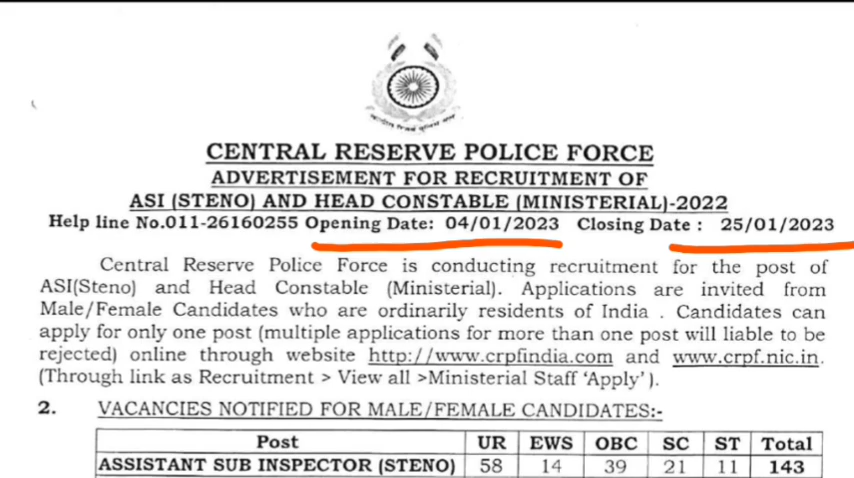 CENTRAL RESERVE POLICE FORCE
ADVERTISEMENT FOR RECRUITMENT OF
ASI (STENO) AND HEAD CONSTABLE (MINISTERIAL)-2022
Help line No.011-26160255 Opening Date: 04/01/2023 Closing Date : 25/01/2023
Central Reserve Police Force is conducting recruitment for the post of
ASI(Steno) and Head Constable (Ministerial). Applications are invited from
Male/Female Candidates who are ordinarily residents of India . Candidates can
apply for only one post (multiple applications for more than one post will liable to be
rejected) online through website http://www.crpfindia.com and www.crpf.nic.in.
(Through link as Recruitment > View all >Ministerial Staff 'Apply' ).
2. VACANCIES NOTIFIED FOR MALE/FEMALE CANDIDATES:-
Post UR EWS OBC SC ST Total
ASSISTANT SUB INSPECTOR (STENO) 58 14 39 21 11 143